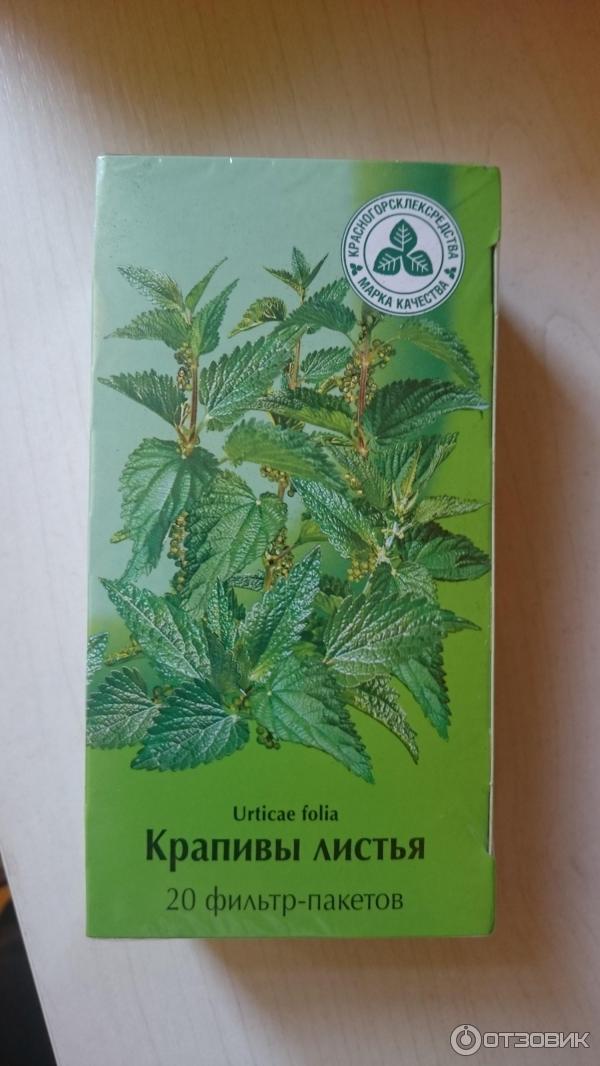 КРАСНОГОРСКЛЕКСРЕДСТВА
МАРКА КАЧЕСТВА
Urticae folia
Крапивы листья
20 фильтр-пакетов
ОТЗОВИК